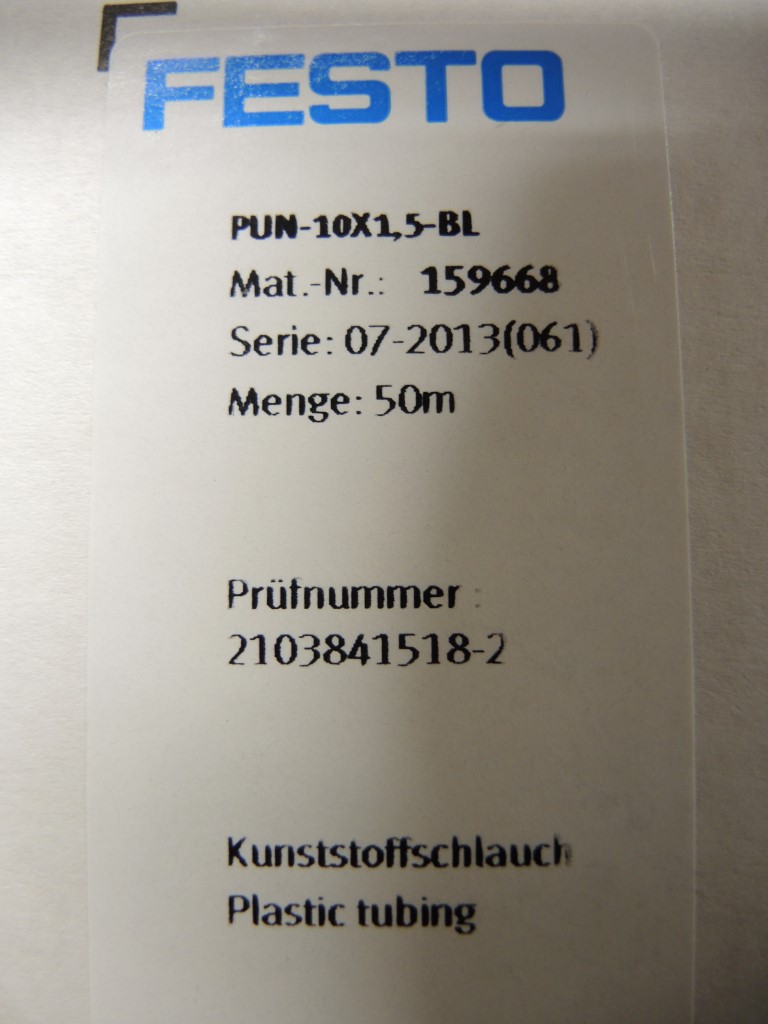 FESTO
PUN-10X1,5-BL
Mat.-Nr.: 159668
Serie: 07-2013(061)
Menge: 50m
Prüfnummer :
2103841518-2
Kunststoffschlauch
Plastic tubing